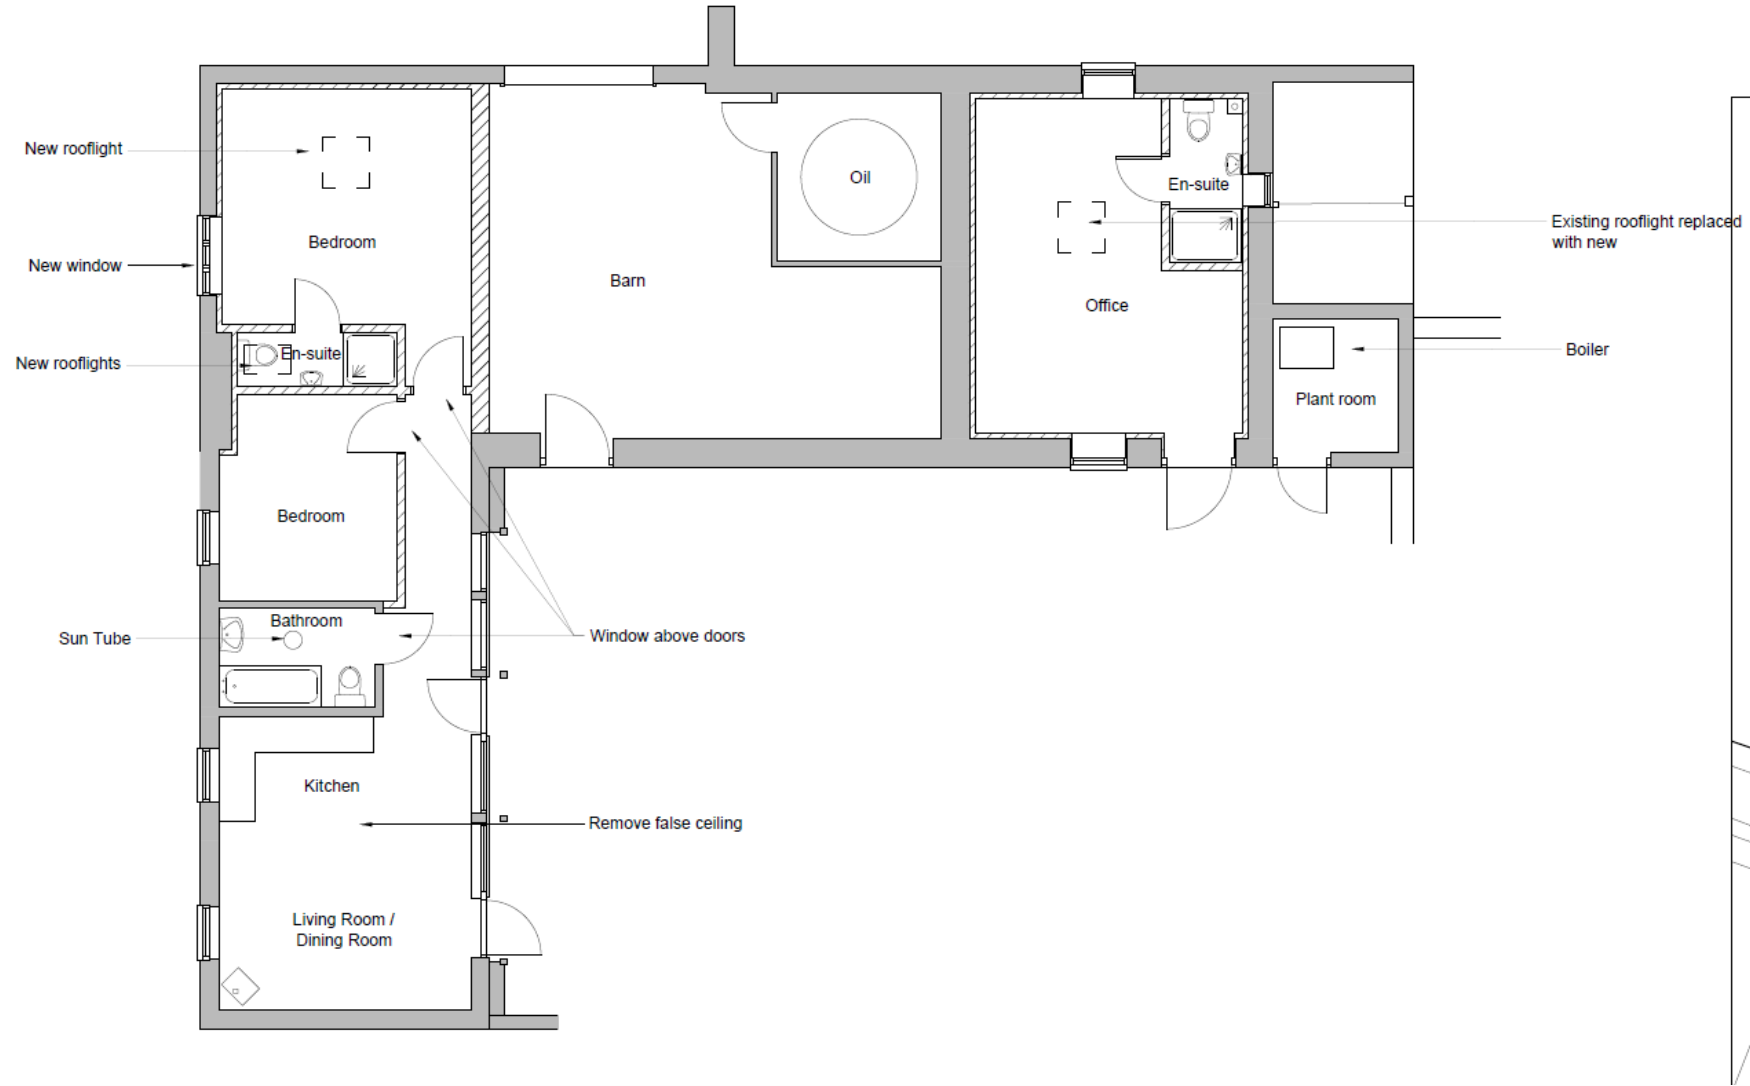 New rooflight
Oil
En-suite
Existing rooflight replaced
with new
Bedroom
New window
Barn
Office
Boiler
New rooflights
En-suite
Plant room
Bedroom
Bathroom
Sun Tube
Window above doors
Kitchen
Remove false ceiling
Living Room /
Dining Room